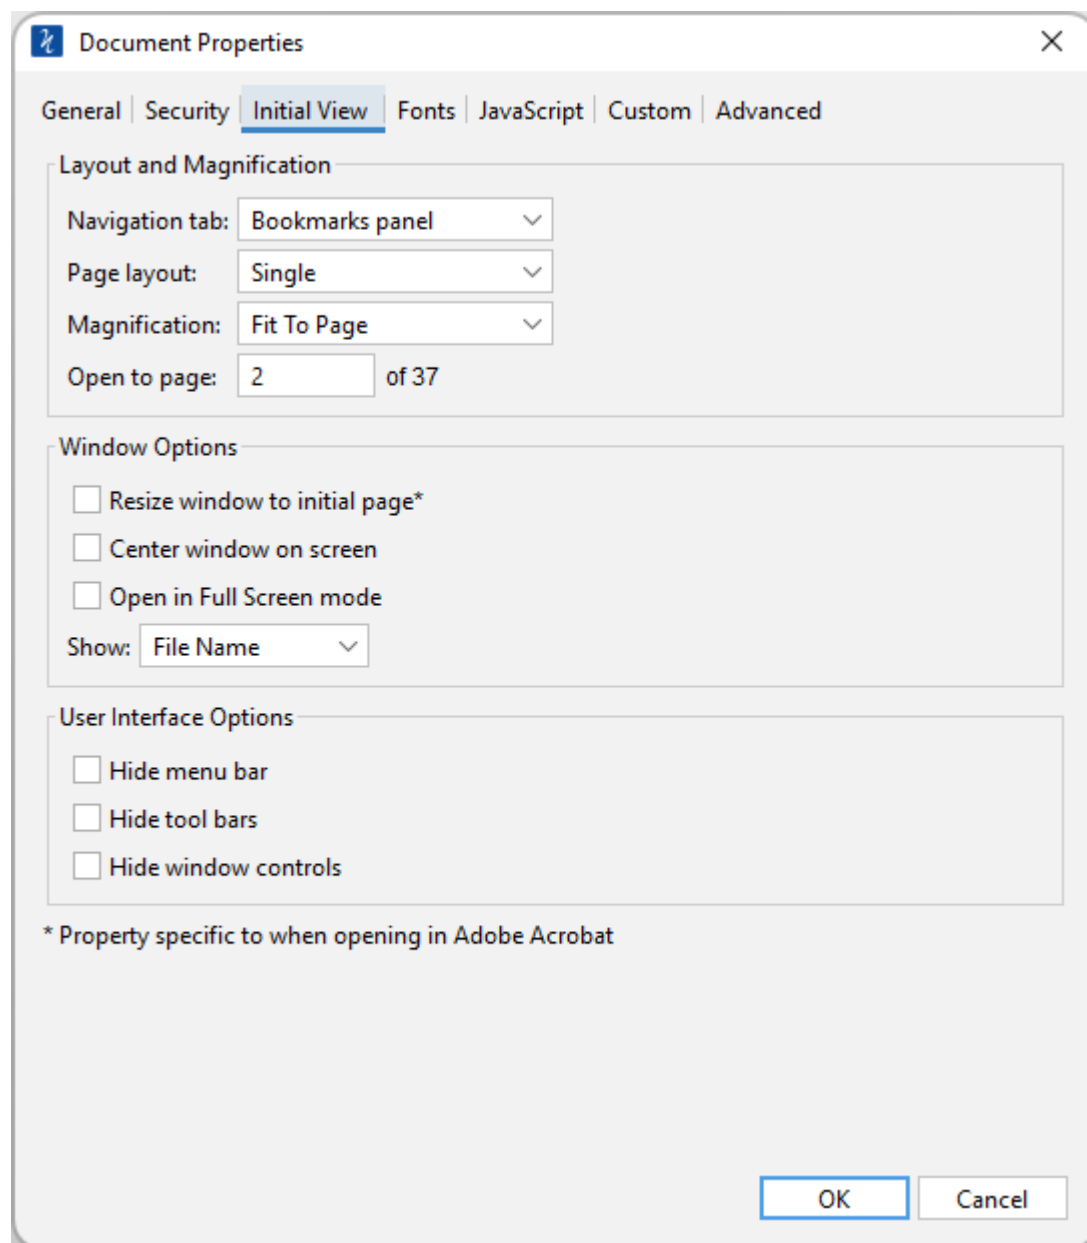 Document Properties
General Security Initial View Fonts JavaScript Custom Advanced
Layout and Magnification
Navigation tab: Bookmarks panel
Page layout: Single
Magnification: Fit To Page
Open to page: 2 of 37
Window Options
Resize window to initial page*
Center window on screen
Open in Full Screen mode
Show: File Name
User Interface Options
Hide menu bar
Hide tool bars
Hide window controls
* Property specific to when opening in Adobe Acrobat
OK Cancel